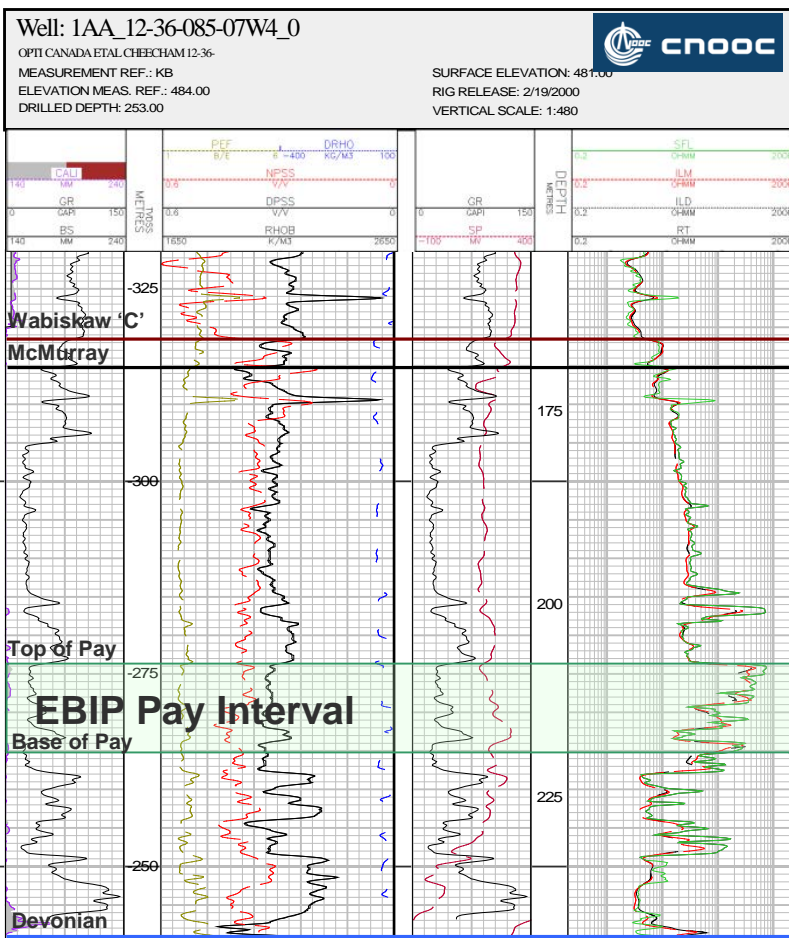 Well: 1AA_12-36-085-07W4_0
OPTI CANADA ETAL CHEECHAM 12-36-
MEASUREMENT REF.: KB
ELEVATION MEAS. REF.: 484.00
DRILLED DEPTH: 253.00
SURFACE ELEVATION: 481.00
RIG RELEASE: 2/19/2000
VERTICAL SCALE: 1:480
cnooc
CALI
140 MM 240
GR
0 GAPI 150
BS
140 MM 240
METRES
TVDSS
PEF
1 B/E 6
DRHO
-400 KG/M3 100
NPSS
0.6 V/V 0
DPSS
0.6 V/V 0
RHOB
1650 K/M3 2650
GR
0 GAPI 150
SP
-100 MV 400
DEPTH
METRES
SFL
0.2 OHMM
ILM
0.2 OHMM
ILD
0.2 OHMM
RT
0.2 OHMM
-325
Wabiskaw ‘C’
McMurray
175
-300
200
Top of Pay
-275
EBIP Pay Interval
Base of Pay
225
-250
Devonian